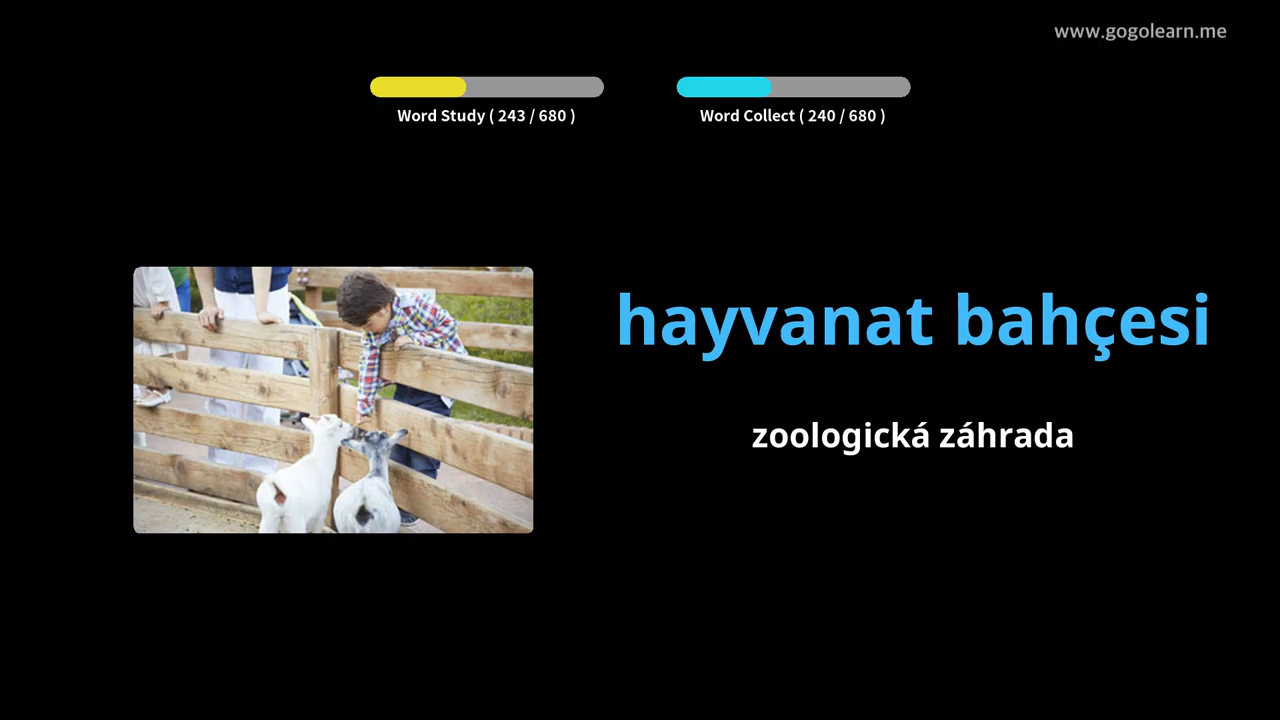 www.gogolearn.me
Word Study ( 243 / 680 )
Word Collect ( 240 / 680 )
hayvanat bahçesi
zoologická záhrada